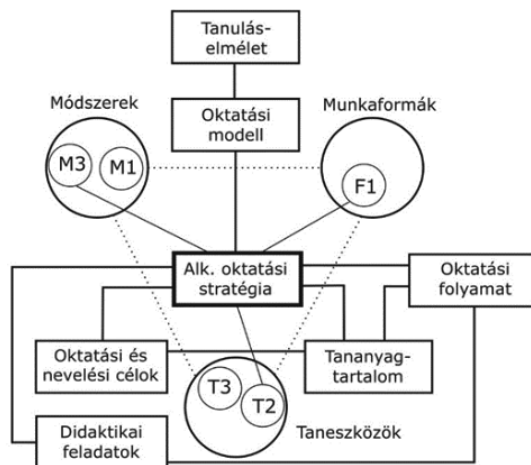 Tanulás-
elmélet
Módszerek
Munkaformák
Oktatási
modell
M3
M1
F1
Alk. oktatási
stratégia
Oktatási
folyamat
Oktatási és
nevelési célok
Tananyag-
tartalom
T3
T2
Didaktikai
feladatok
Taneszközök